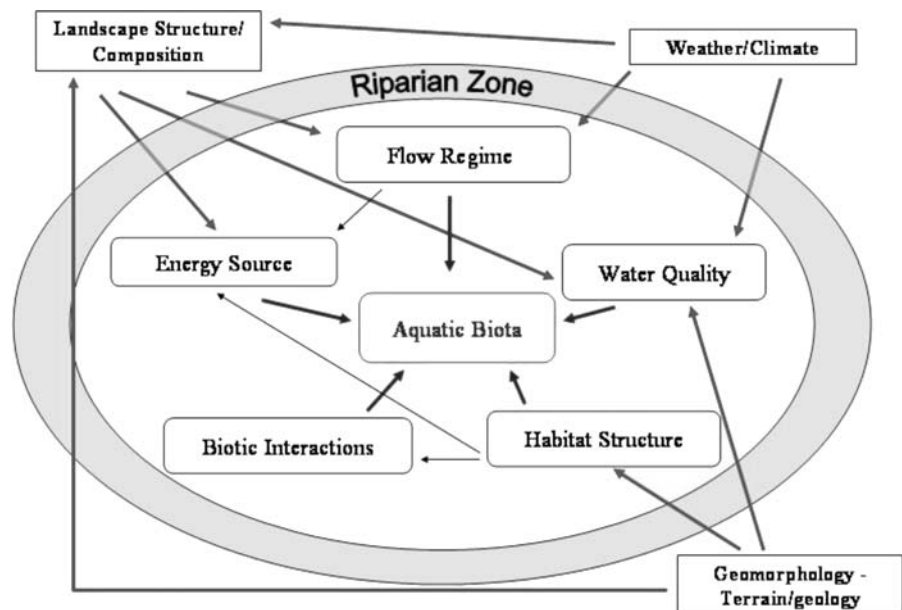 Landscape Structure/
Composition
Weather/Climate
Riparian Zone
Flow Regime
Energy Source
Water Quality
Aquatic Biota
Biotic Interactions
Habitat Structure
Geomorphology -
Terrain/geology